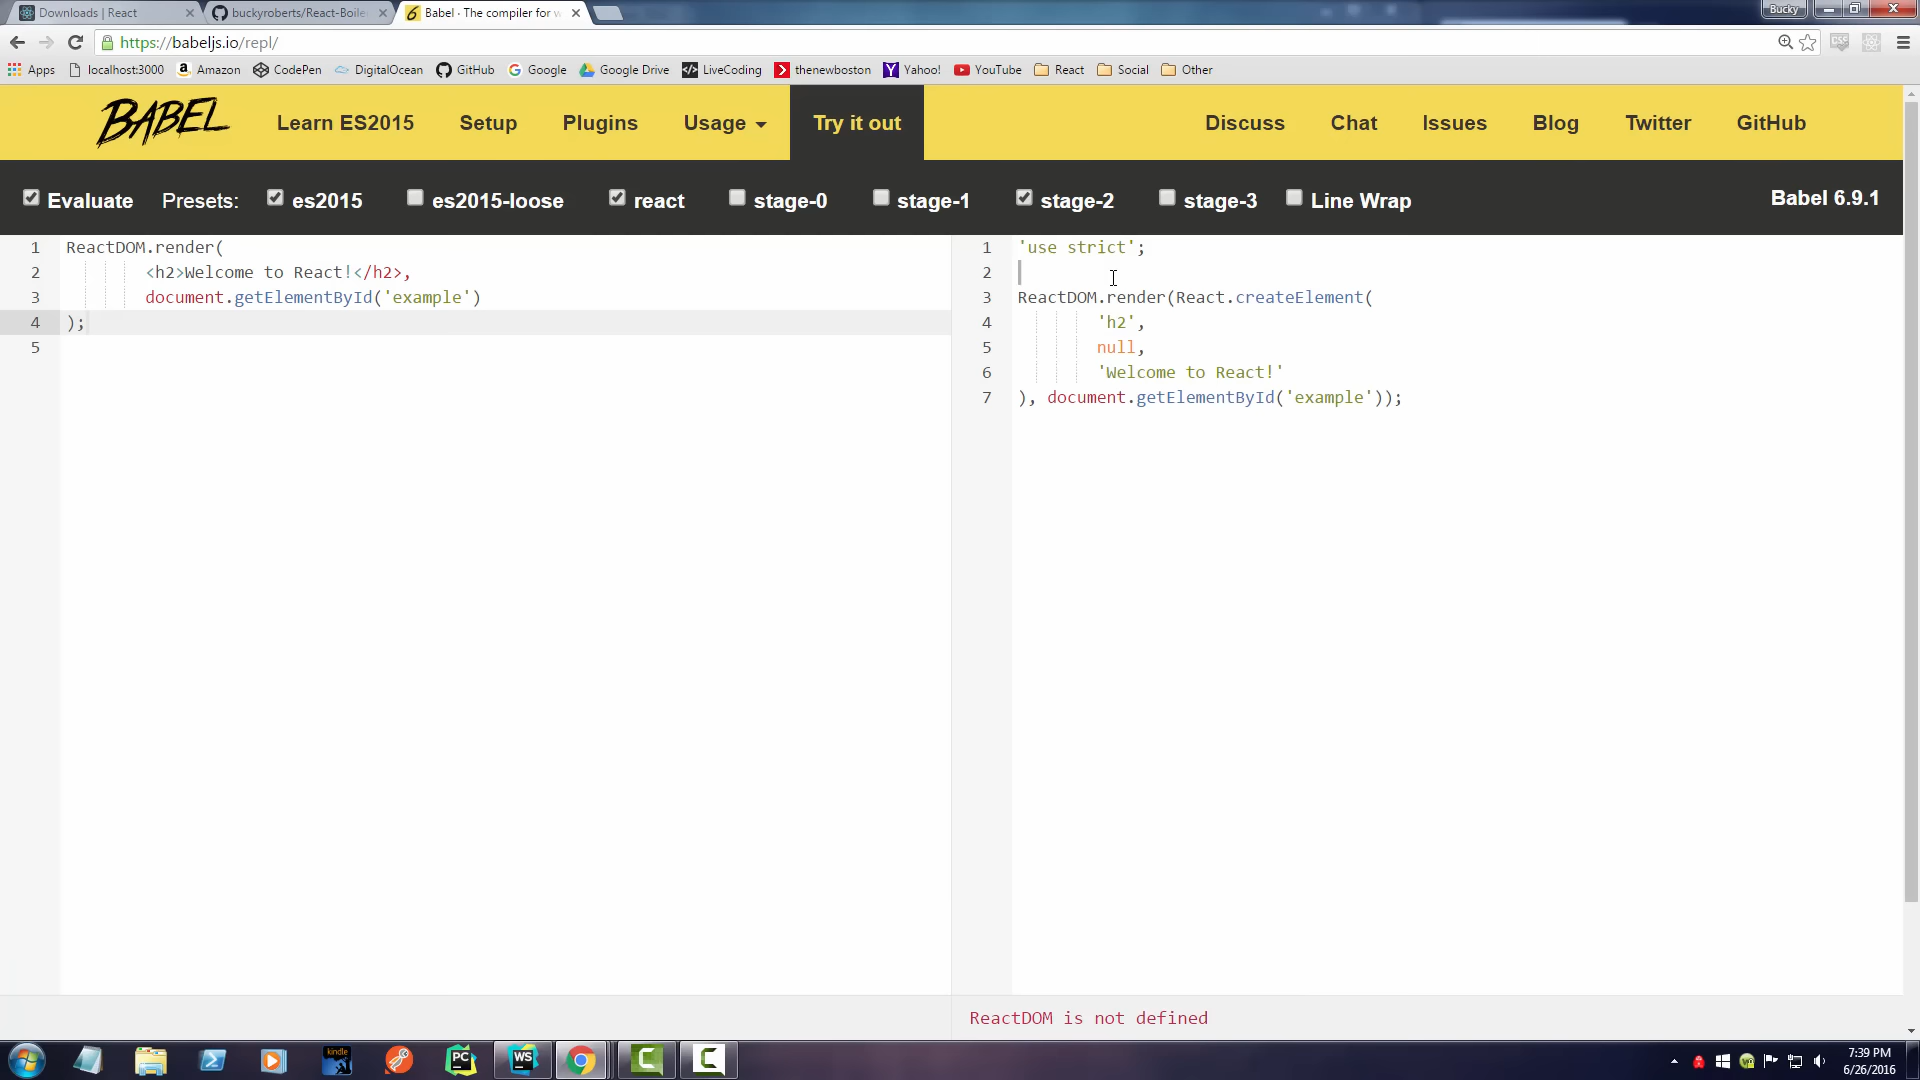 Downloads | React
buckyroberts/React-Boile
Babel · The compiler for w
Bucky
https://babeljs.io/repl/
Apps localhost:3000 Amazon CodePen DigitalOcean GitHub Google Google Drive LiveCoding thenewboston Yahoo! YouTube React Social Other
BABEL Learn ES2015 Setup Plugins Usage Try it out Discuss Chat Issues Blog Twitter GitHub
Evaluate Presets: es2015 es2015-loose react stage-0 stage-1 stage-2 stage-3 Line Wrap Babel 6.9.1
1 ReactDOM.render(
2 <h2>Welcome to React!</h2>,
3 document.getElementById('example')
4 );
5
1 'use strict';
2
3 ReactDOM.render(React.createElement(
4 'h2',
5 null,
6 'Welcome to React!'
7 ), document.getElementById('example'));
ReactDOM is not defined
kindle
PC
WS
7:39 PM
6/26/2016